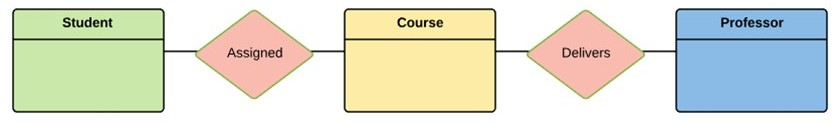 Student
Assigned
Course
Delivers
Professor